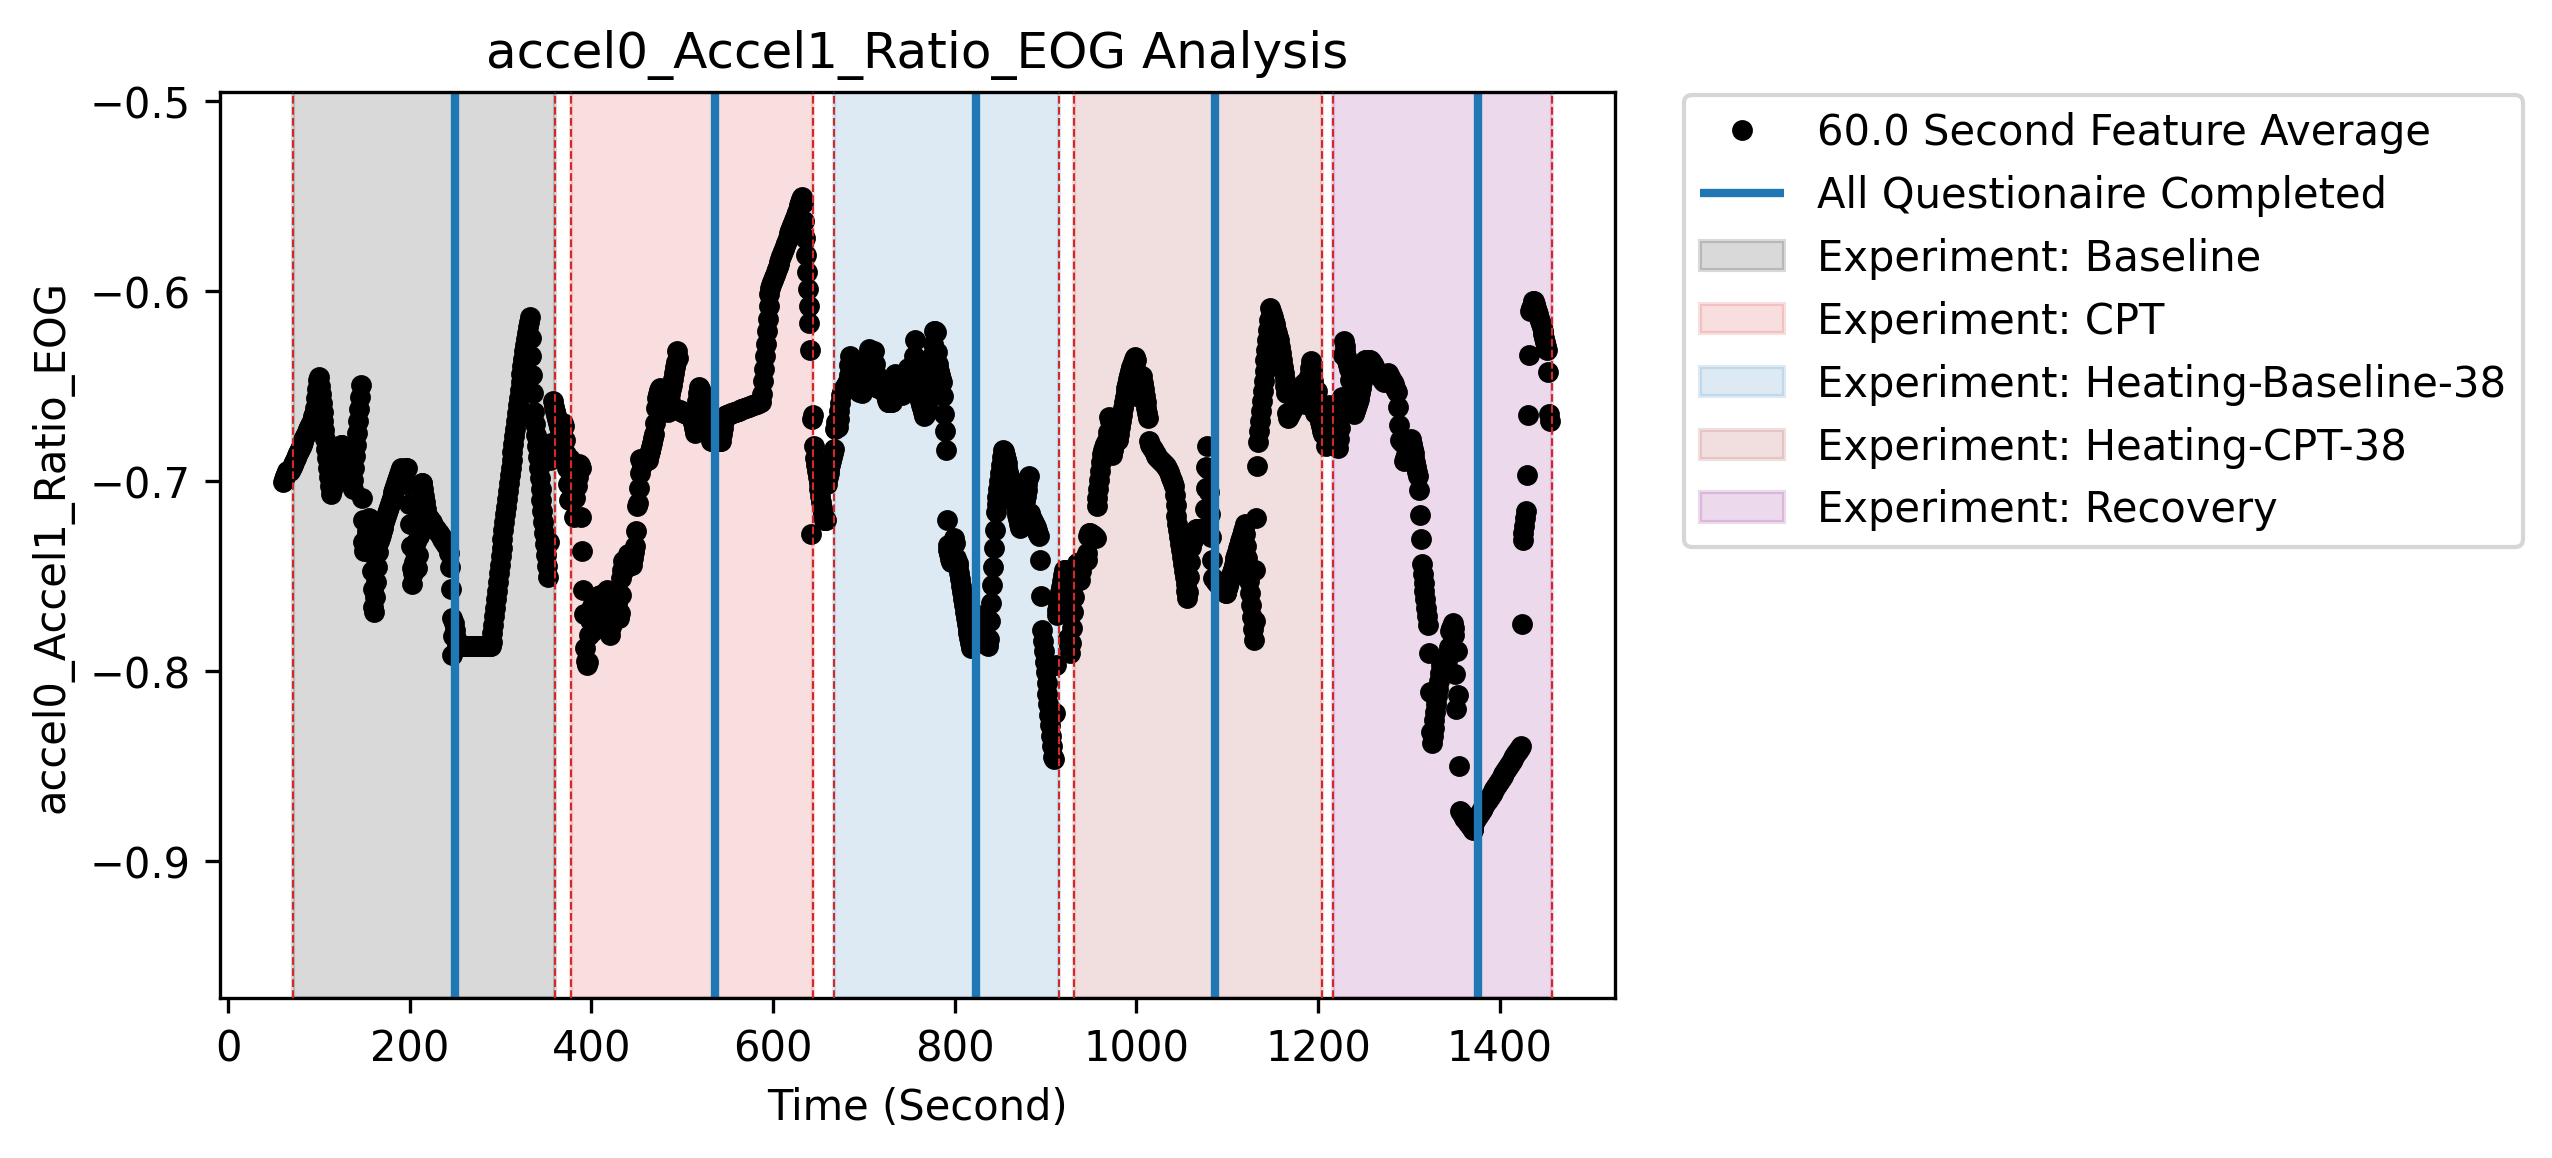 accel0_Accel1_Ratio_EOG Analysis
accel0_Accel1_Ratio_EOG
−0.5
−0.6
−0.7
−0.8
−0.9
0 200 400 600 800 1000 1200 1400
Time (Second)
60.0 Second Feature Average
All Questionaire Completed
Experiment: Baseline
Experiment: CPT
Experiment: Heating-Baseline-38
Experiment: Heating-CPT-38
Experiment: Recovery